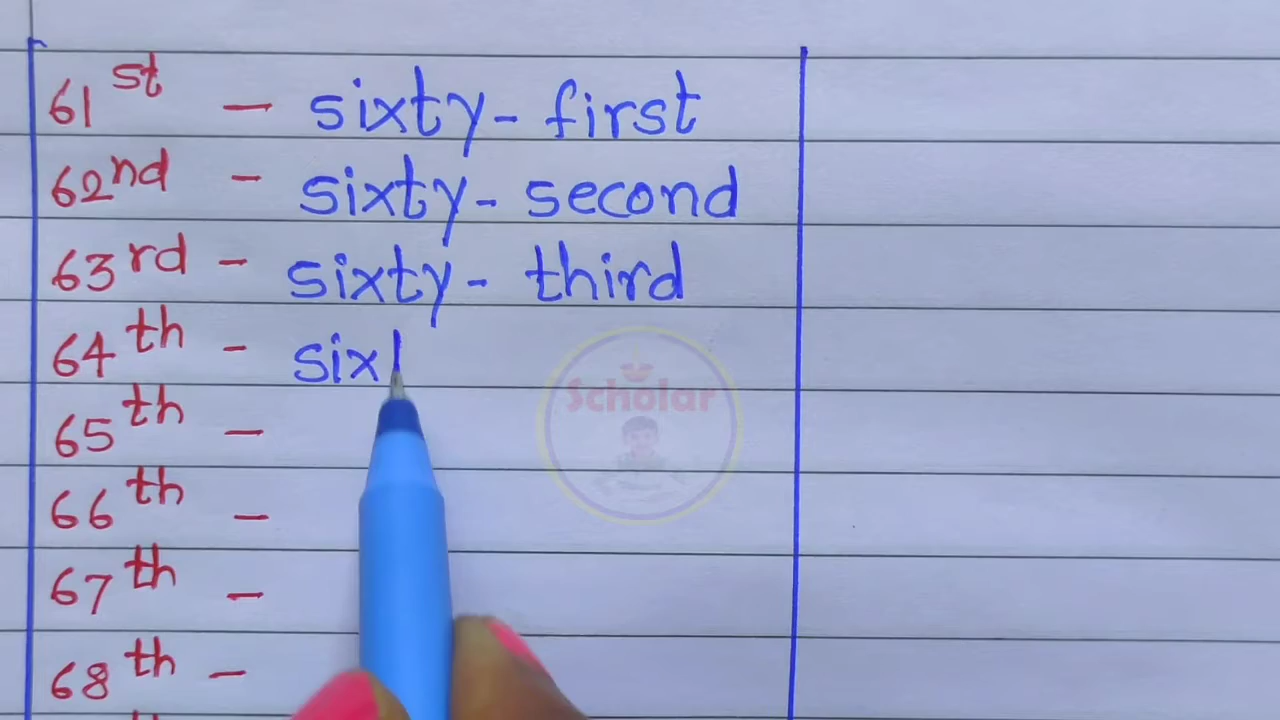 61st - sixty-first
62nd - sixty-second
63rd - sixty-third
64th - six
Scholar
65th -
66th -
67th -
68th -